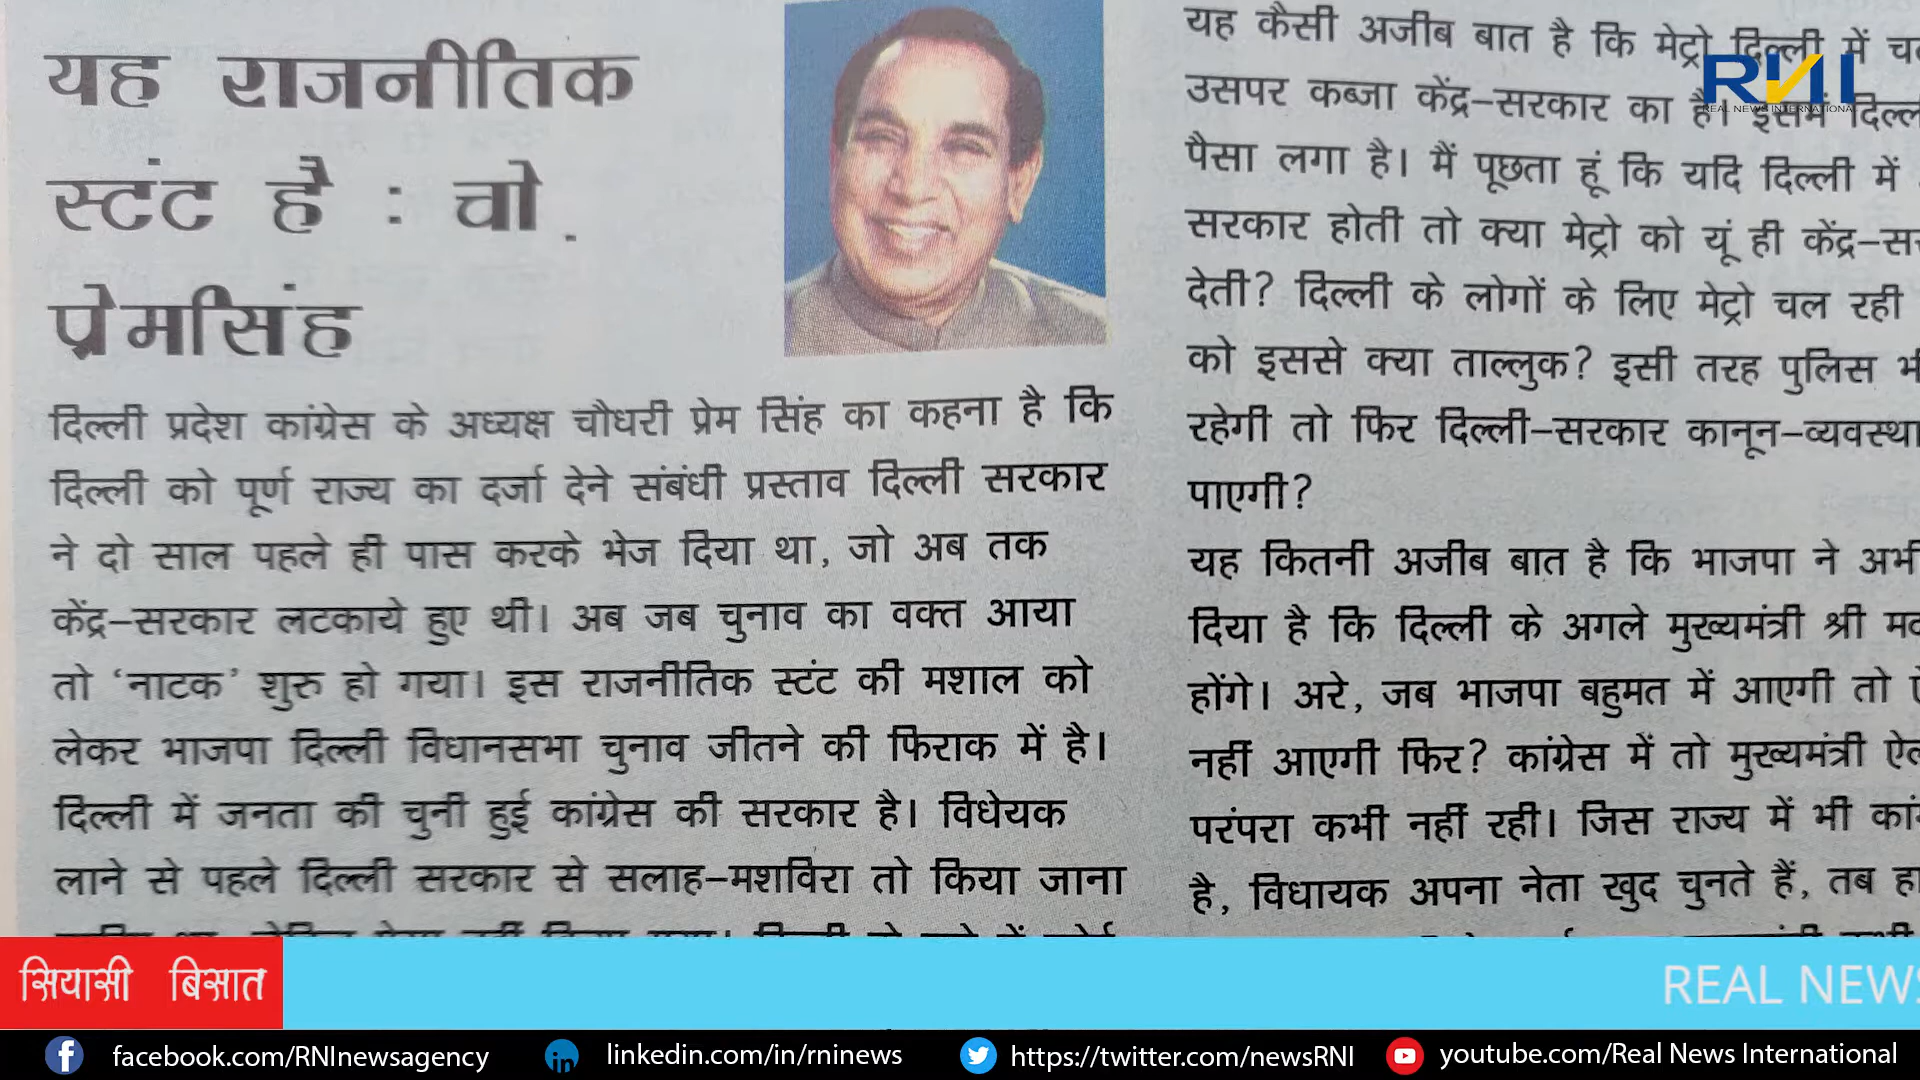 यह राजनीतिक
स्टंट है : चौ.
प्रेमसिंह
दिल्ली प्रदेश कांग्रेस के अध्यक्ष चौधरी प्रेम सिंह का कहना है कि
दिल्ली को पूर्ण राज्य का दर्जा देने संबंधी प्रस्ताव दिल्ली सरकार
ने दो साल पहले ही पास करके भेज दिया था, जो अब तक
केंद्र-सरकार लटकाये हुए थी। अब जब चुनाव का वक्त आया
तो 'नाटक' शुरु हो गया। इस राजनीतिक स्टंट की मशाल को
लेकर भाजपा दिल्ली विधानसभा चुनाव जीतने की फिराक में है।
दिल्ली में जनता की चुनी हुई कांग्रेस की सरकार है। विधेयक
लाने से पहले दिल्ली सरकार से सलाह-मशविरा तो किया जाना
यह कैसी अजीब बात है कि मेट्रो दिल्ली में
उसपर कब्जा केंद्र-सरकार का है। इसमें
पैसा लगा है। मैं पूछता हूं कि यदि दिल्ली में
सरकार होती तो क्या मेट्रो को यूं ही
देती? दिल्ली के लोगों के लिए मेट्रो चल रही
को इससे क्या ताल्लुक? इसी तरह पुलिस
रहेगी तो फिर दिल्ली-सरकार कानून-व्यवस्था
पाएगी?
यह कितनी अजीब बात है कि भाजपा ने
दिया है कि दिल्ली के अगले मुख्यमंत्री श्री
होंगे। अरे, जब भाजपा बहुमत में आएगी तो
नहीं आएगी फिर? कांग्रेस में तो मुख्यमंत्री
परंपरा कभी नहीं रही। जिस राज्य में भी
है, विधायक अपना नेता खुद चुनते हैं, तब
RNI
REAL NEWS INTERNATIONAL
सियासी बिसात
REAL NEWS
facebook.com/RNInewsagency
linkedin.com/in/rninews
https://twitter.com/newsRNI
youtube.com/Real News International